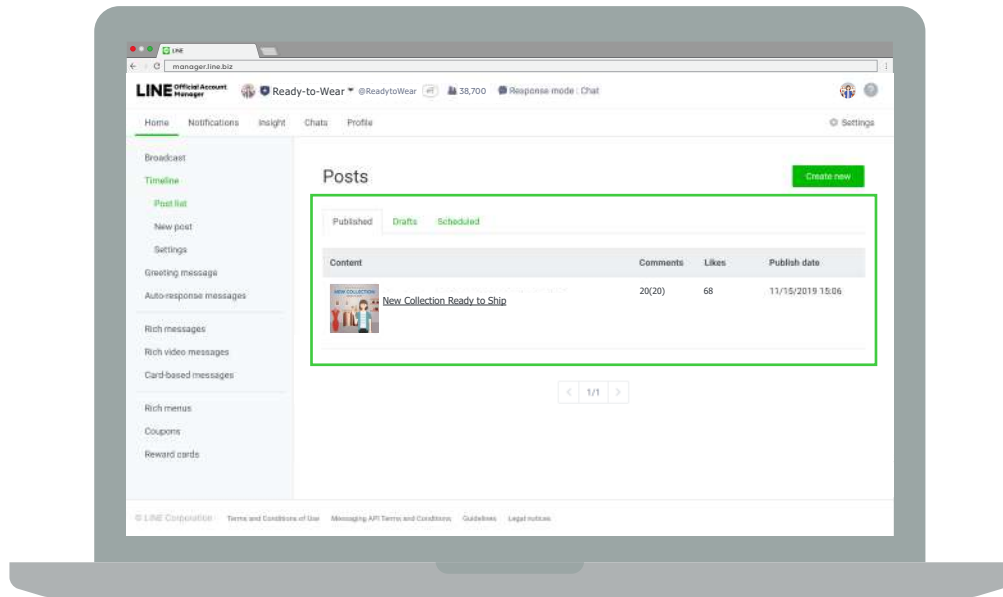 LINE
manager.line.biz
LINE Official Account Manager Ready-to-Wear @ReadytoWear 38,700 Response mode : Chat
Home Notifications Insight Chats Profile Settings
Broadcast
Timeline
Post list
New post
Settings
Greeting message
Auto-response messages
Rich messages
Rich video messages
Card-based messages
Rich menus
Coupons
Reward cards
Posts
Create new
Published Drafts Scheduled
Content Comments Likes Publish date
NEW COLLECTION
New Collection Ready to Ship 20(20) 68 11/15/2019 15:06
< 1/1 >
© LINE Corporation Terms and Conditions of Use Messaging API Terms and Conditions Guidelines Legal notices